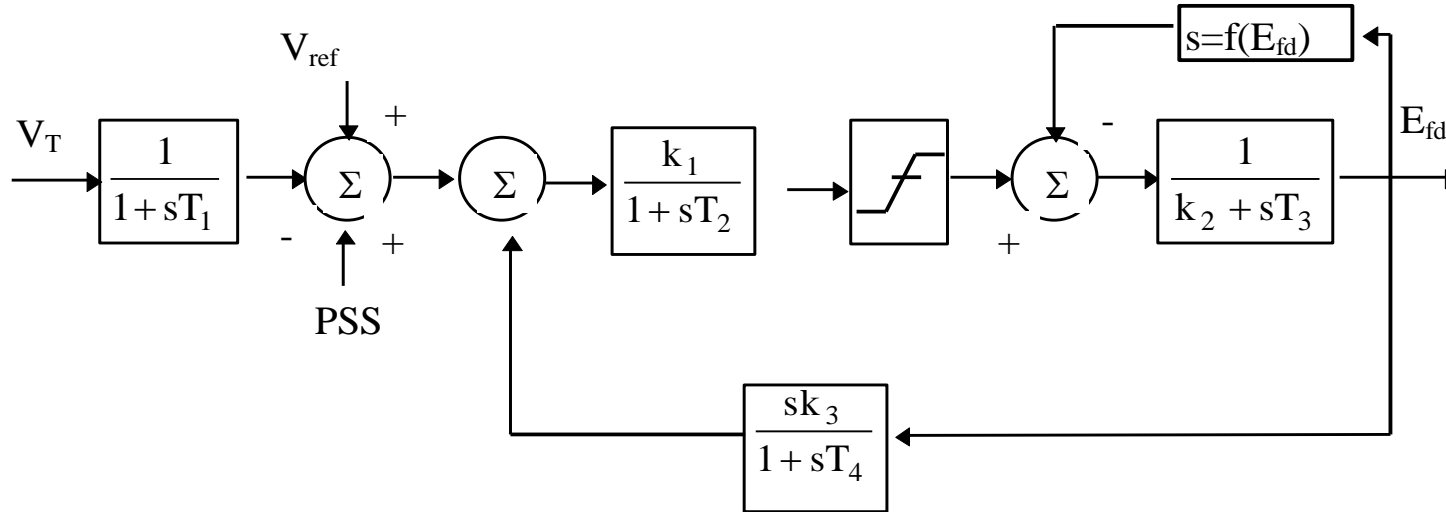 s=f(E_fd)
V_ref
+
-
V_T
E_fd
1
1 + sT_1
Σ
Σ
k_1
1 + sT_2
Σ
1
k_2 + sT_3
-
+
+
PSS
sk_3
1 + sT_4